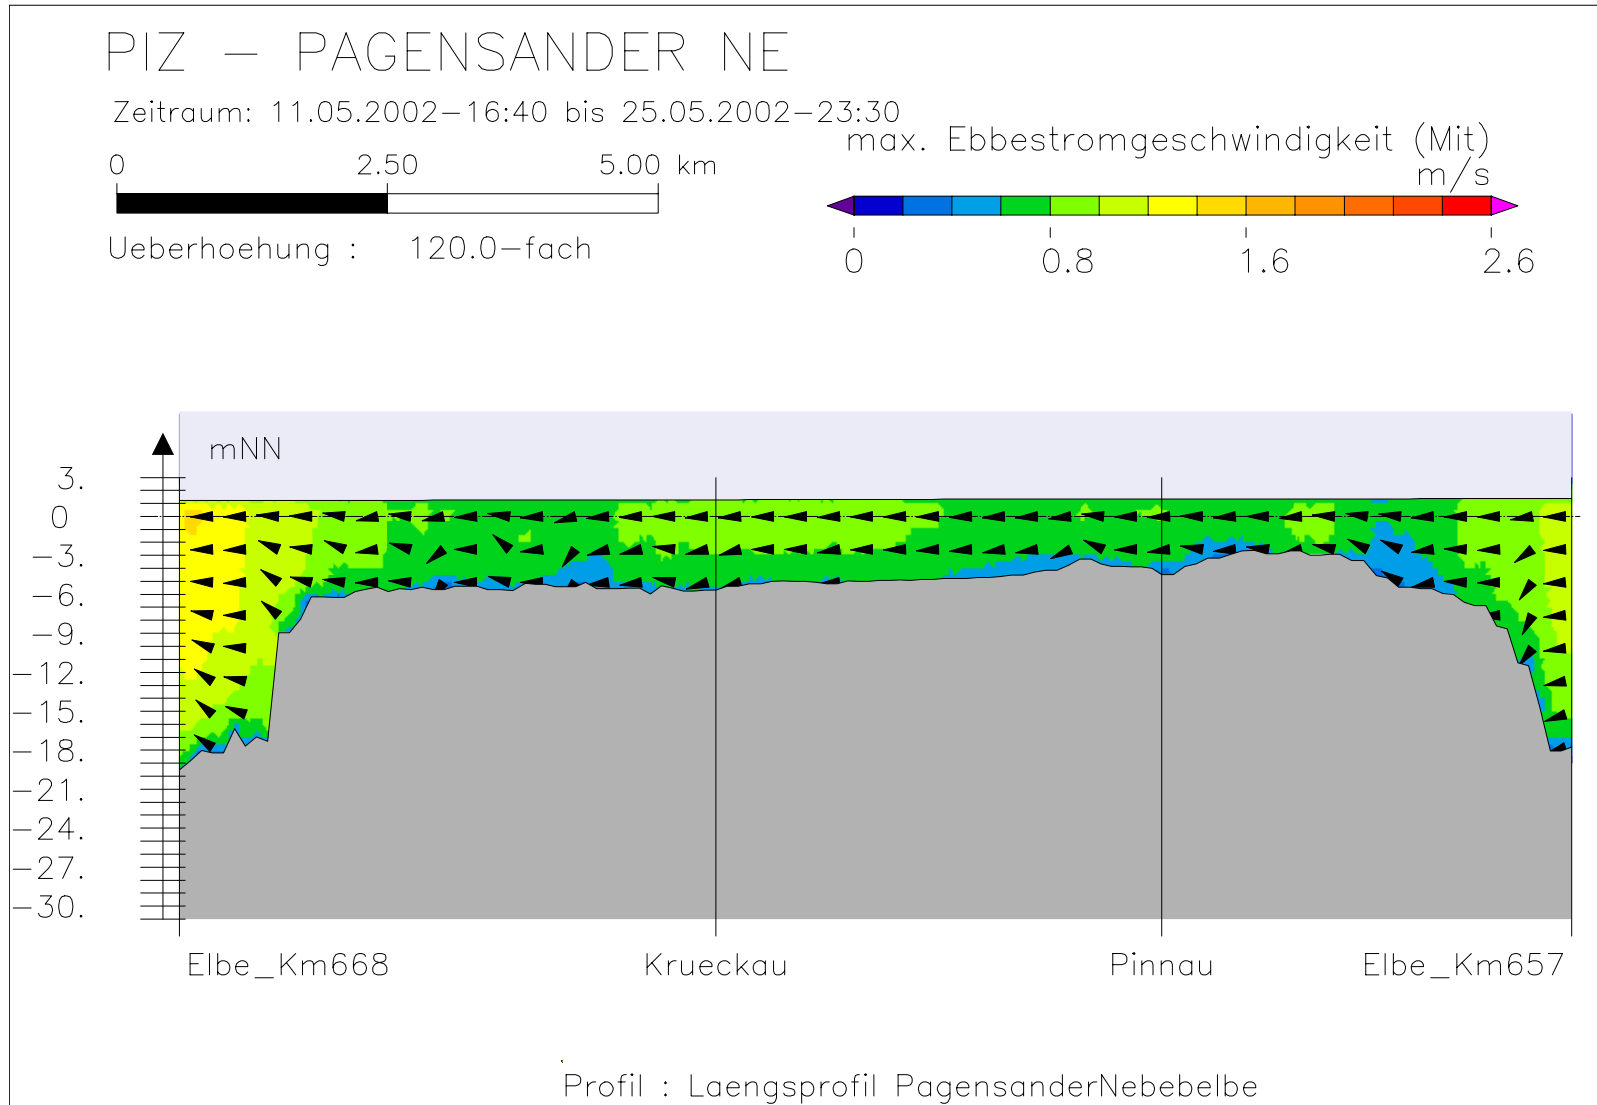 PIZ - PAGENSANDER NE
Zeitraum: 11.05.2002-16:40 bis 25.05.2002-23:30
max. Ebbestromgeschwindigkeit (Mit)
m/s
0 2.50 5.00 km
Ueberhoehung : 120.0-fach
0 0.8 1.6 2.6
mNN
3.
0
-3.
-6.
-9.
-12.
-15.
-18.
-21.
-24.
-27.
-30.
Elbe_Km668 Krueckau Pinnau Elbe_Km657
Profil : Laengsprofil PagensanderNebebelbe